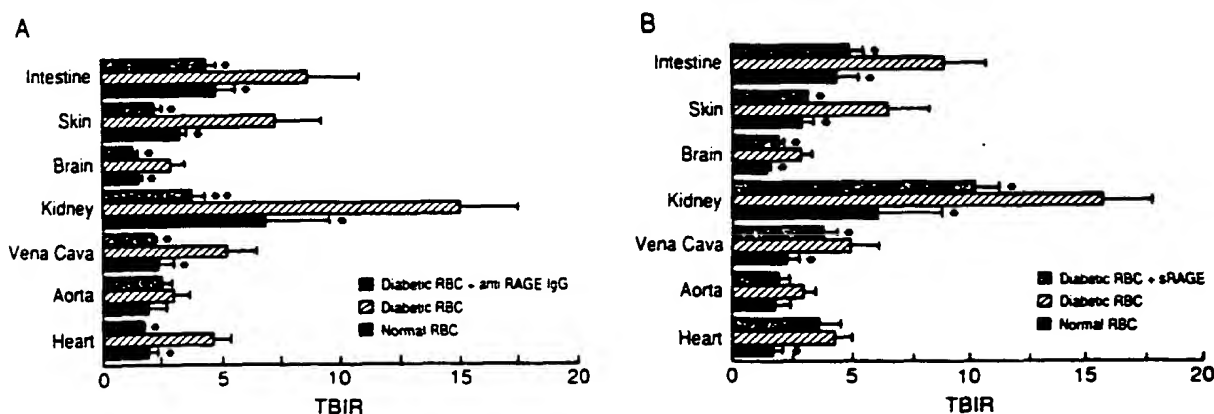 A
Intestine
Skin
Brain
Kidney
Vena Cava
Aorta
Heart
Diabetic RBC + anti RAGE IgG
Diabetic RBC
Normal RBC
0 5 10 15 20
TBIR
B
Intestine
Skin
Brain
Kidney
Vena Cava
Aorta
Heart
Diabetic RBC + sRAGE
Diabetic RBC
Normal RBC
0 5 10 15 20
TBIR